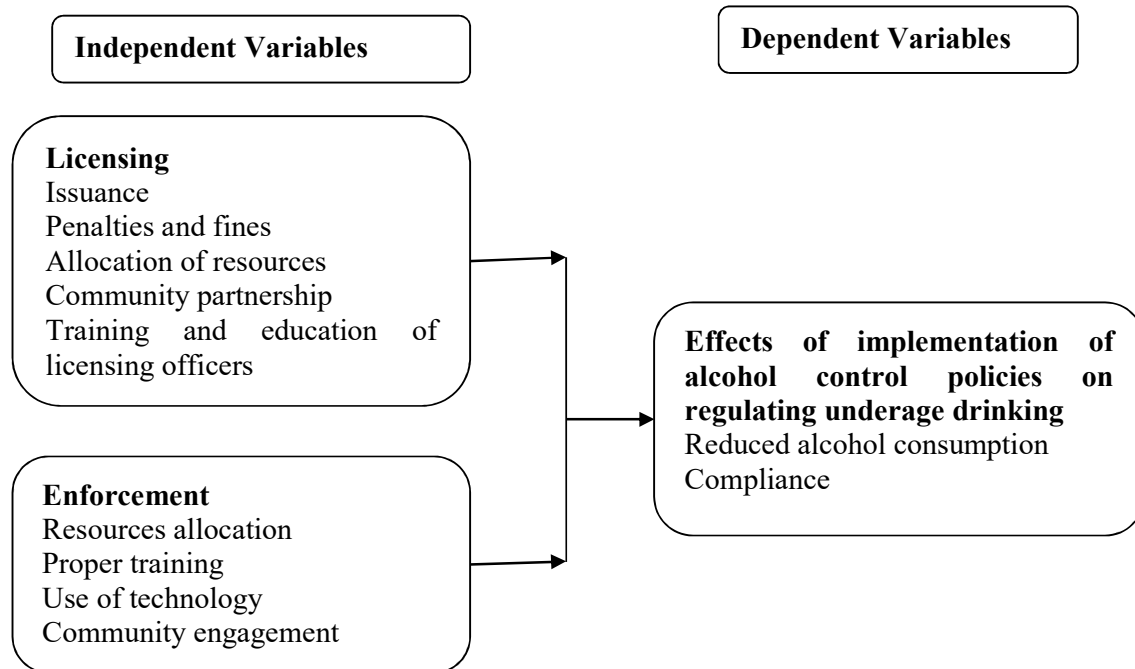 Independent Variables
Dependent Variables
Licensing
Issuance
Penalties and fines
Allocation of resources
Community partnership
Training and education of
licensing officers
Enforcement
Resources allocation
Proper training
Use of technology
Community engagement
Effects of implementation of
alcohol control policies on
regulating underage drinking
Reduced alcohol consumption
Compliance